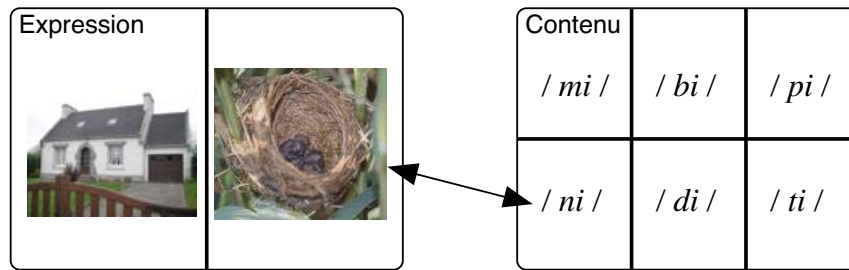 Expression
Contenu
/ mi / / bi / / pi /
/ ni / / di / / ti /